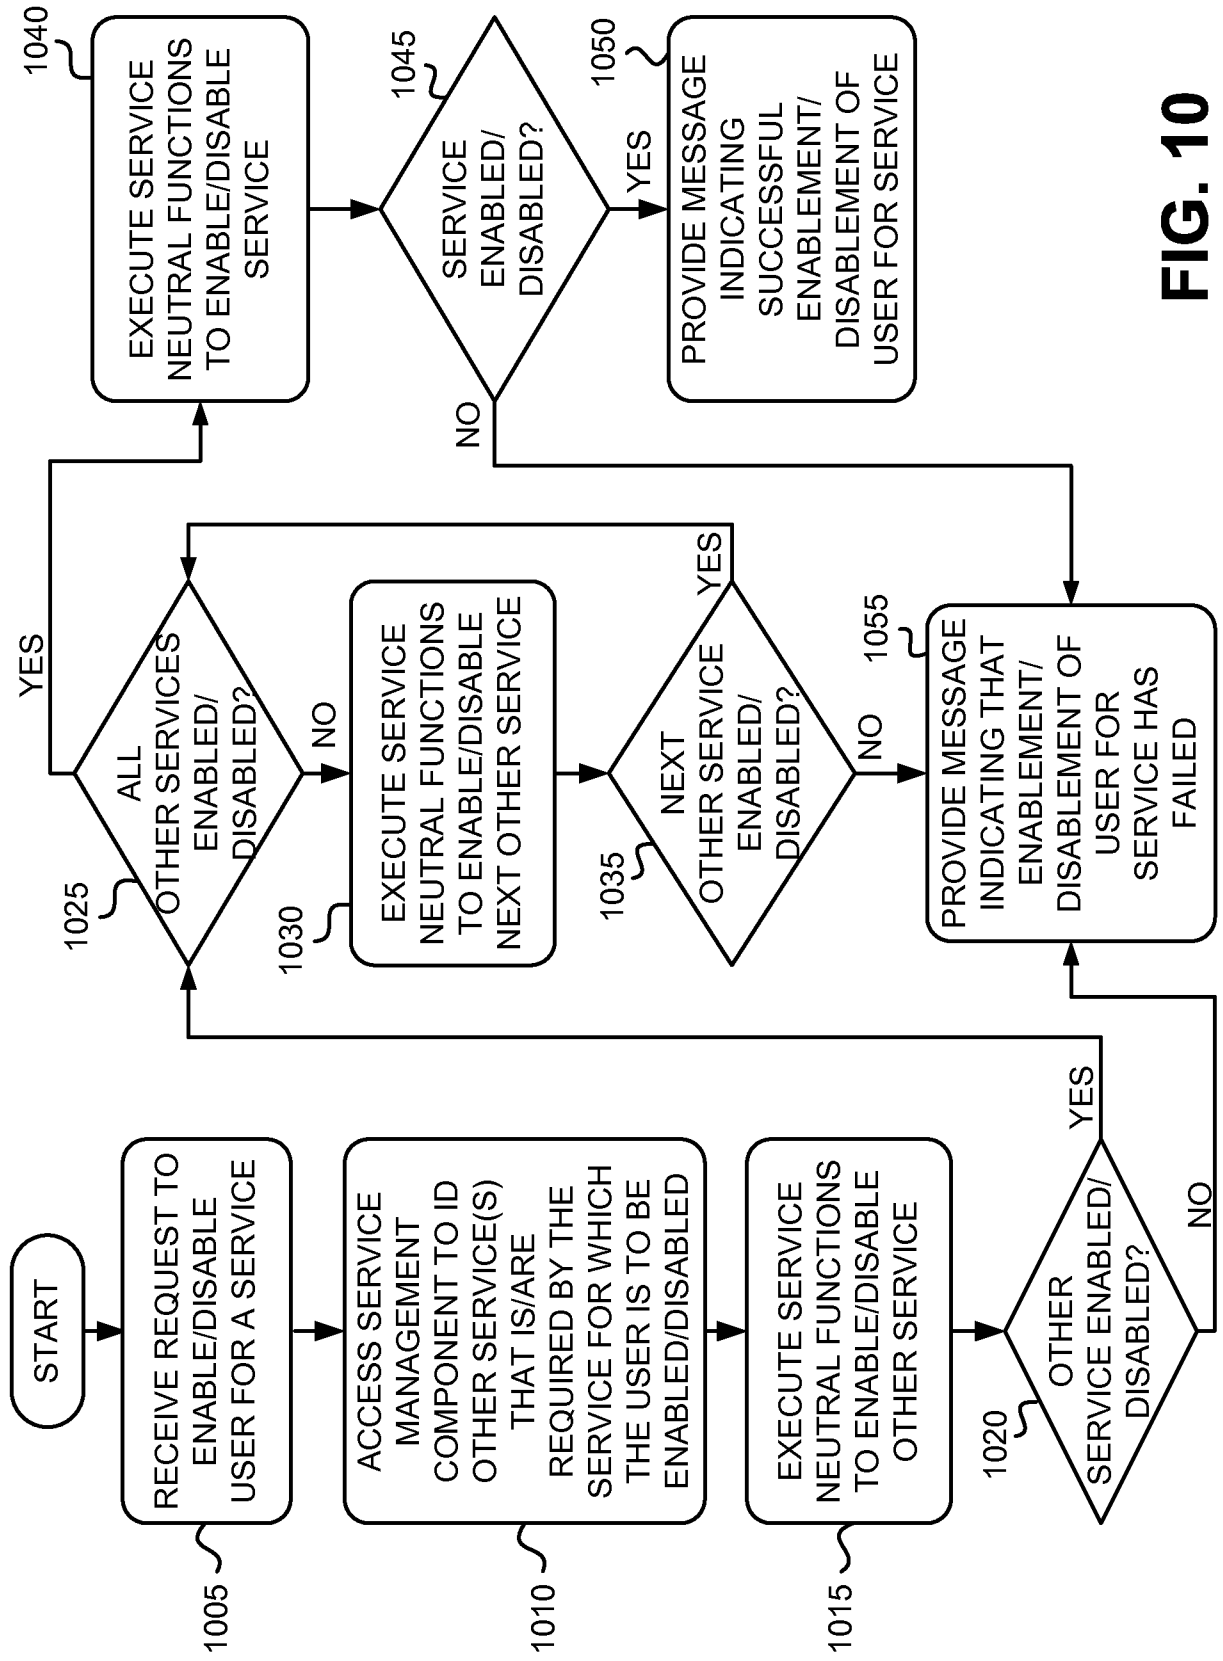 START
RECEIVE REQUEST TO
ENABLE/DISABLE
USER FOR A SERVICE
1005
ACCESS SERVICE
MANAGEMENT
COMPONENT TO ID
OTHER SERVICE(S)
THAT IS/ARE
REQUIRED BY THE
SERVICE FOR WHICH
THE USER IS TO BE
ENABLED/DISABLED
1010
EXECUTE SERVICE
NEUTRAL FUNCTIONS
TO ENABLE/DISABLE
OTHER SERVICE
1015
OTHER
SERVICE ENABLED/
DISABLED?
1020
YES
NO
ALL
OTHER SERVICES
ENABLED/
DISABLED?
1025
YES
NO
EXECUTE SERVICE
NEUTRAL FUNCTIONS
TO ENABLE/DISABLE
NEXT OTHER SERVICE
1030
NEXT
OTHER SERVICE
ENABLED/
DISABLED?
1035
YES
NO
PROVIDE MESSAGE
INDICATING THAT
ENABLEMENT/
DISABLEMENT OF
USER FOR
SERVICE HAS
FAILED
1055
EXECUTE SERVICE
NEUTRAL FUNCTIONS
TO ENABLE/DISABLE
SERVICE
1040
SERVICE
ENABLED/
DISABLED?
1045
NO
YES
PROVIDE MESSAGE
INDICATING
SUCCESSFUL
ENABLEMENT/
DISABLEMENT OF
USER FOR SERVICE
1050
FIG. 10